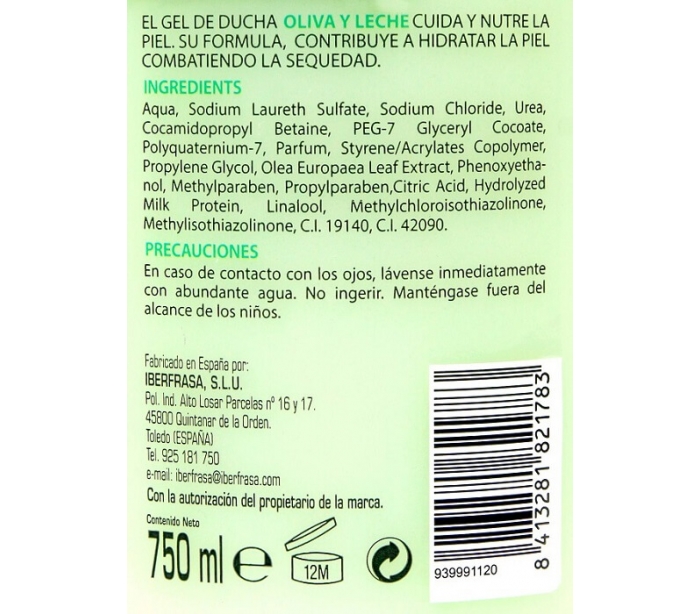 EL GEL DE DUCHA OLIVA Y LECHE CUIDA Y NUTRE LA
PIEL. SU FORMULA, CONTRIBUYE A HIDRATAR LA PIEL
COMBATIENDO LA SEQUEDAD.
INGREDIENTS
Aqua, Sodium Laureth Sulfate, Sodium Chloride, Urea,
Cocamidopropyl Betaine, PEG-7 Glyceryl Cocoate,
Polyquaternium-7, Parfum, Styrene/Acrylates Copolymer,
Propylene Glycol, Olea Europaea Leaf Extract, Phenoxyetha-
nol, Methylparaben, Propylparaben,Citric Acid, Hydrolyzed
Milk Protein, Linalool, Methylchloroisothiazolinone,
Methylisothiazolinone, C.I. 19140, C.I. 42090.
PRECAUCIONES
En caso de contacto con los ojos, lávense inmediatamente
con abundante agua. No ingerir. Manténgase fuera del
alcance de los niños.
Fabricado en España por:
IBERFRASA, S.L.U.
Pol. Ind. Alto Losar Parcelas nº 16 y 17.
45800 Quintanar de la Orden.
Toledo (ESPAÑA)
Tel. 925 181 750
e-mail: iberfrasa@iberfrasa.com
Con la autorización del propietario de la marca.
Contenido Neto
750 ml e
12M
939991120
8 413281 821783